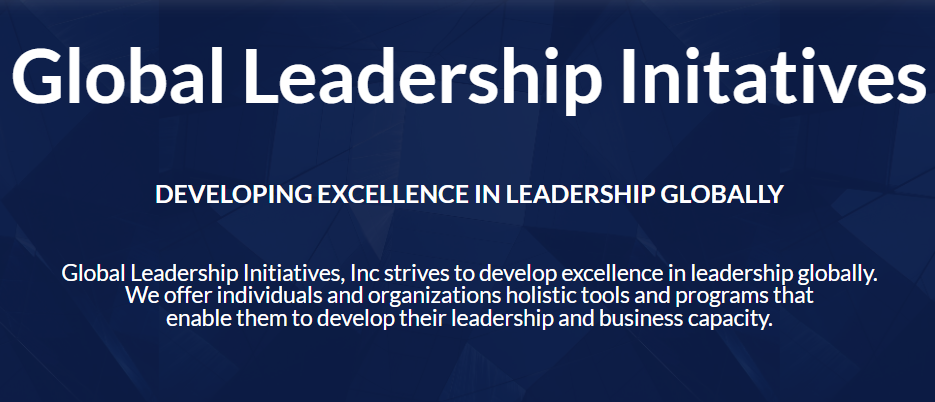 Global Leadership Initatives
DEVELOPING EXCELLENCE IN LEADERSHIP GLOBALLY
Global Leadership Initiatives, Inc strives to develop excellence in leadership globally.
We offer individuals and organizations holistic tools and programs that
enable them to develop their leadership and business capacity.